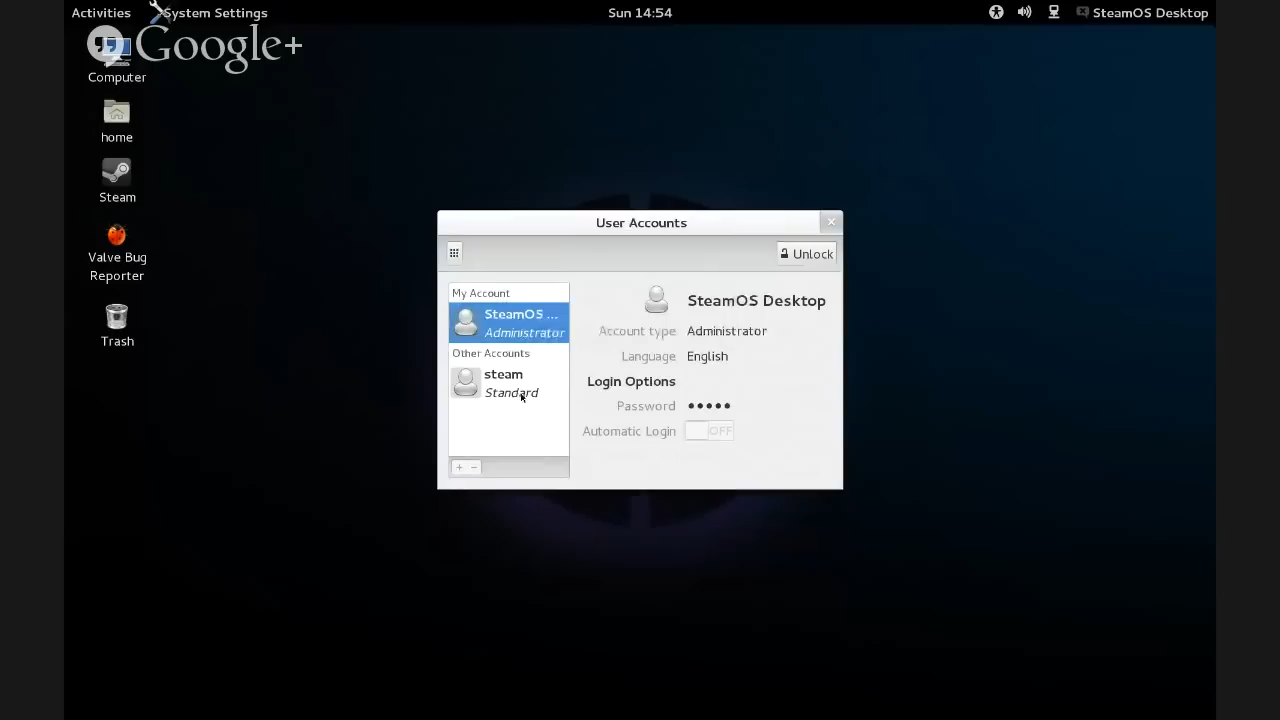 Activities
System Settings
Sun 14:54
SteamOS Desktop
Google+
Computer
home
Steam
Valve Bug
Reporter
Trash
User Accounts
Unlock
My Account
SteamOS ...
Administrator
Other Accounts
steam
Standard
+ −
SteamOS Desktop
Account type Administrator
Language English
Login Options
Password •••••
Automatic Login OFF